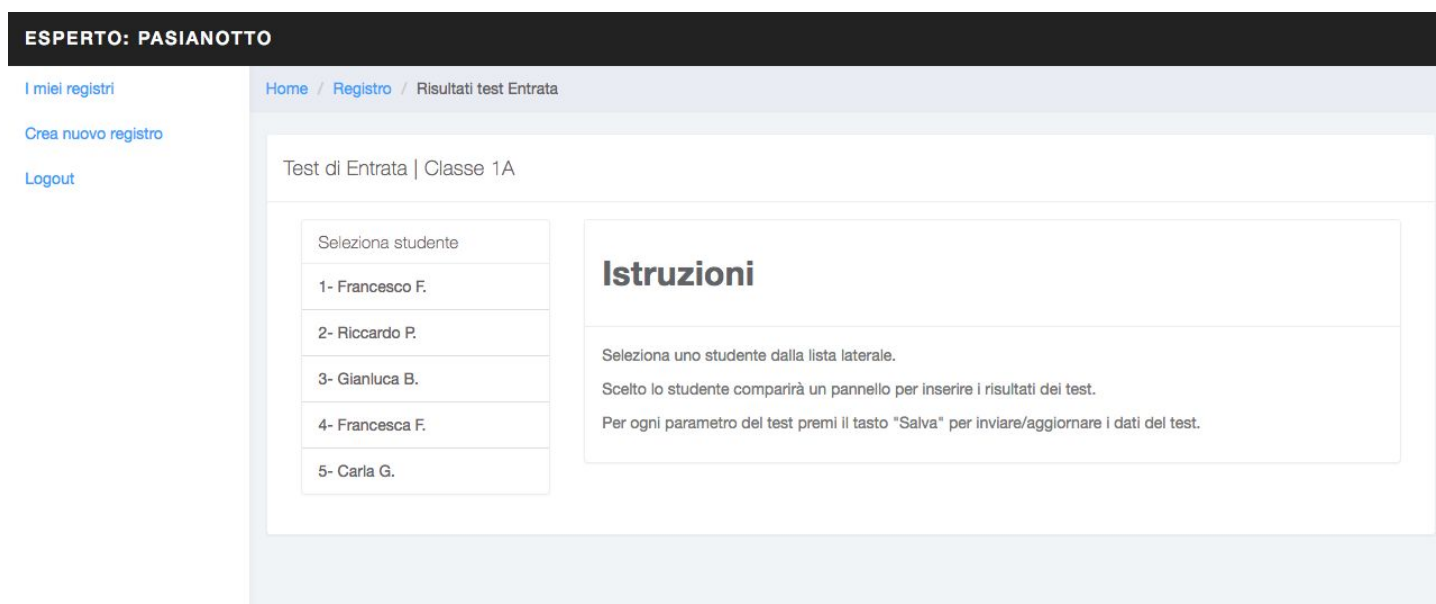 ESPERTO: PASIANOTTO
I miei registri
Crea nuovo registro
Logout
Home / Registro / Risultati test Entrata
Test di Entrata | Classe 1A
Seleziona studente
1- Francesco F.
2- Riccardo P.
3- Gianluca B.
4- Francesca F.
5- Carla G.
Istruzioni
Seleziona uno studente dalla lista laterale.
Scelto lo studente comparirà un pannello per inserire i risultati dei test.
Per ogni parametro del test premi il tasto "Salva" per inviare/aggiornare i dati del test.